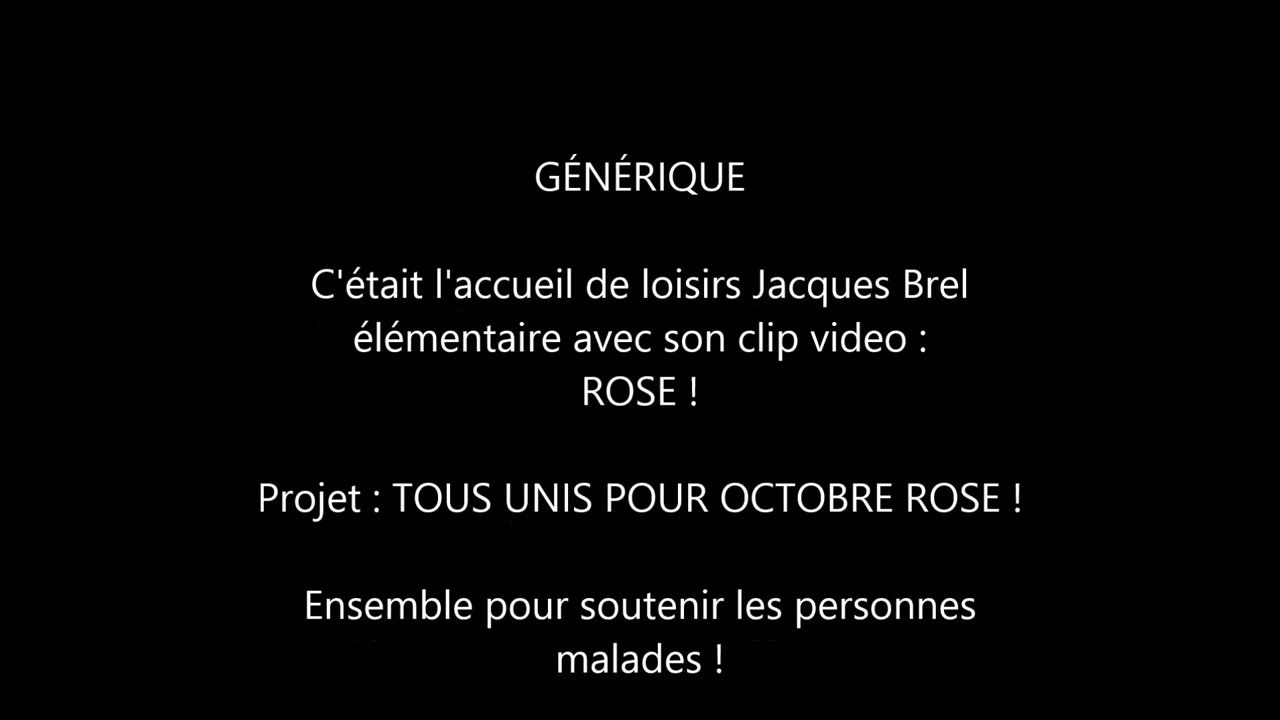 GÉNÉRIQUE
C'était l'accueil de loisirs Jacques Brel
élémentaire avec son clip video :
ROSE !
Projet : TOUS UNIS POUR OCTOBRE ROSE !
Ensemble pour soutenir les personnes
malades !